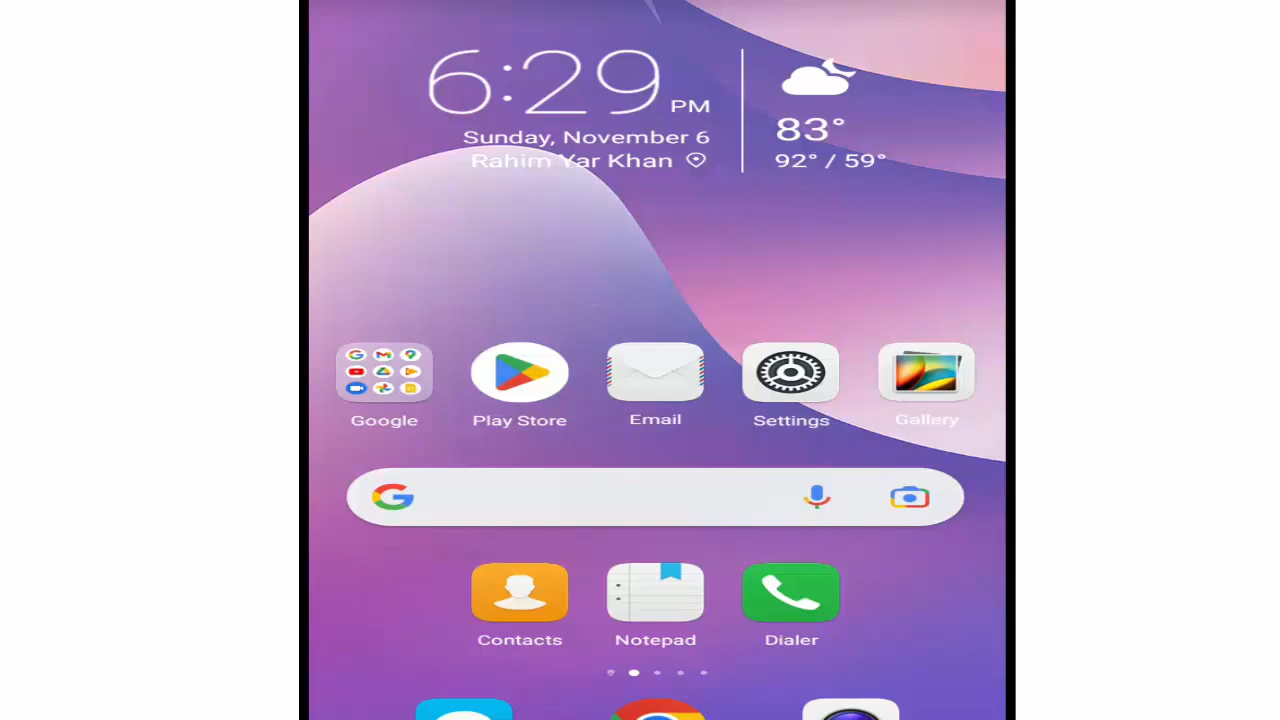 6:29 PM
Sunday, November 6
Rahim Yar Khan
83°
92° / 59°
Google
Play Store
Email
Settings
Gallery
Contacts
Notepad
Dialer